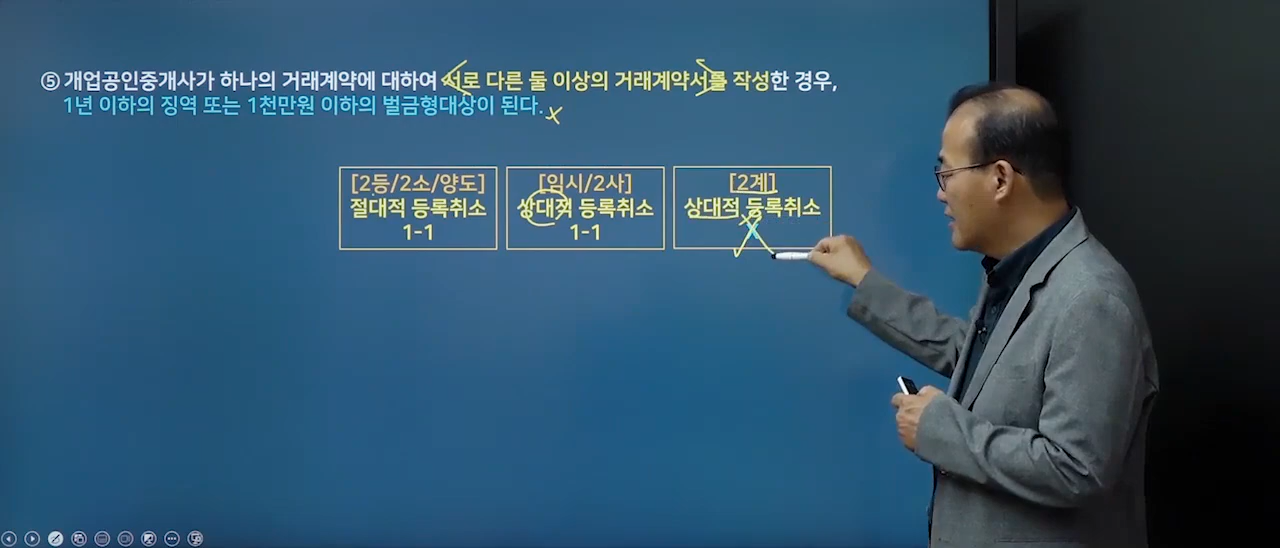 ⑤ 개업공인중개사가 하나의 거래계약에 대하여 서로 다른 둘 이상의 거래계약서를 작성한 경우,
1년 이하의 징역 또는 1천만원 이하의 벌금형대상이 된다. X
[2등/2소/양도]
절대적 등록취소
1-1
[임시/2사]
상대적 등록취소
1-1
[2계]
상대적 등록취소
X